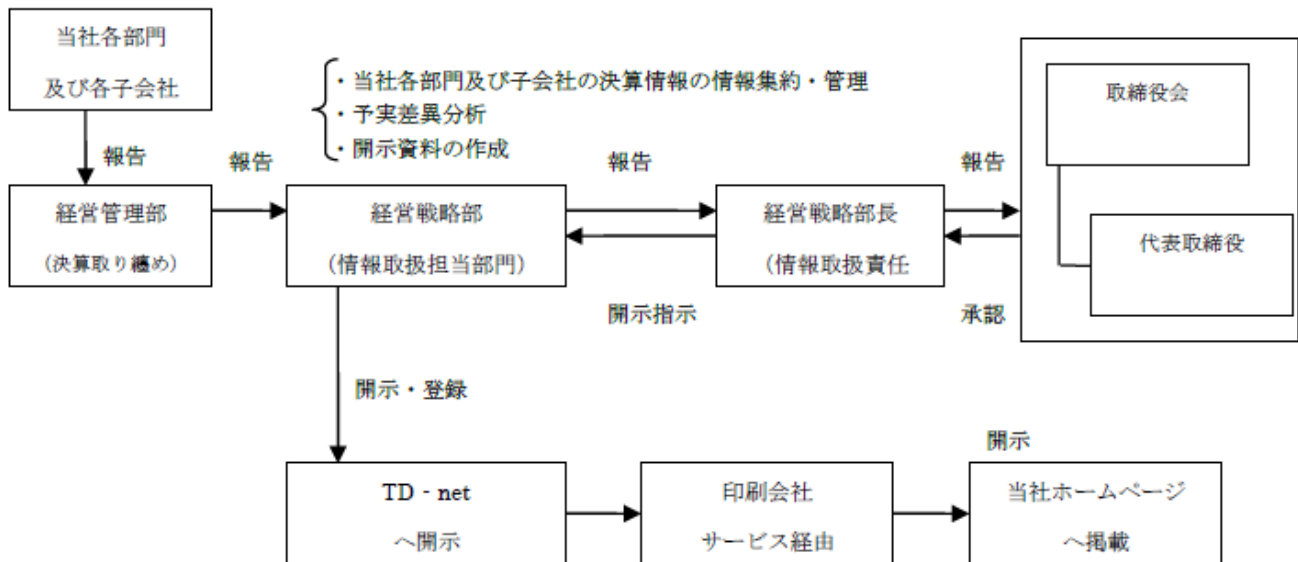 当社各部門
及び各子会社
・当社各部門及び子会社の決算情報の情報集約・管理
・予実差異分析
・開示資料の作成
取締役会
代表取締役
報告
報告
報告
報告
経営管理部
(決算取り纏め)
経営戦略部
(情報取扱担当部門)
経営戦略部長
(情報取扱責任
開示指示
承認
開示・登録
開示
TD‐net
へ開示
印刷会社
サービス経由
当社ホームページ
へ掲載